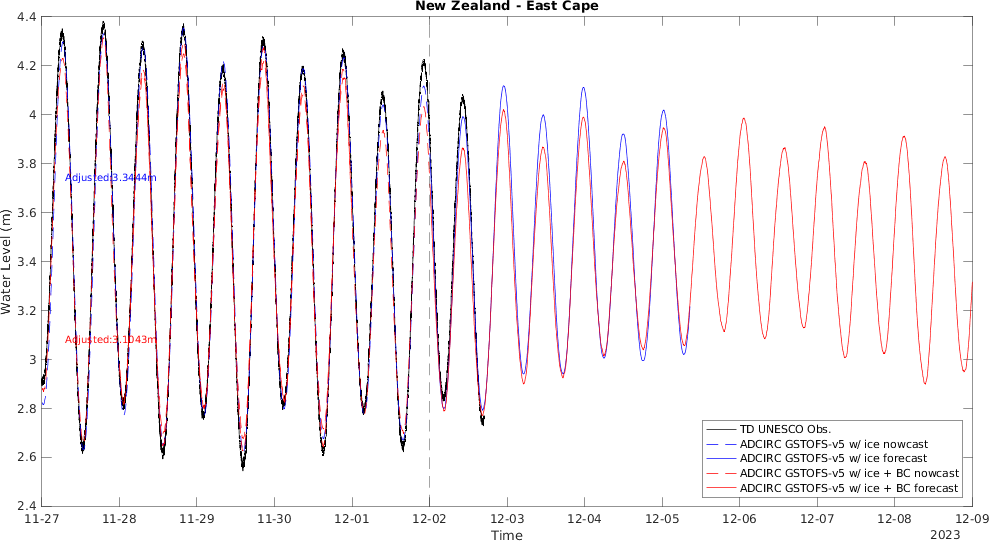 New Zealand - East Cape
Water Level (m)
4.4
4.2
4
3.8
3.6
3.4
3.2
3
2.8
2.6
2.4
Adjusted:3.3444m
Adjusted:3.1043m
TD UNESCO Obs.
ADCIRC GSTOFS-v5 w/ ice nowcast
ADCIRC GSTOFS-v5 w/ ice forecast
ADCIRC GSTOFS-v5 w/ ice + BC nowcast
ADCIRC GSTOFS-v5 w/ ice + BC forecast
11-27 11-28 11-29 11-30 12-01 12-02 12-03 12-04 12-05 12-06 12-07 12-08 12-09
Time
2023